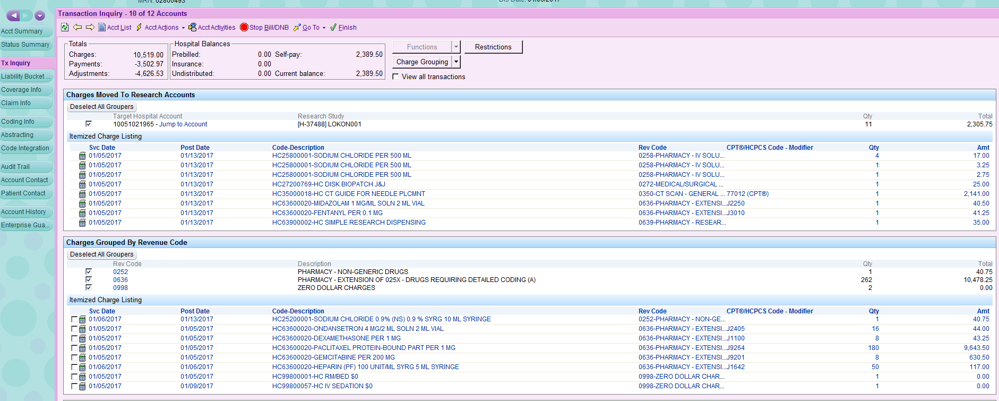 MRN: 02800493 Dis Date: 01/06/2017
Transaction Inquiry - 10 of 12 Accounts
Acct List Acct Actions Acct Activities Stop Bill/DNB Go To Finish
Acct Summary
Status Summary
Tx Inquiry
Liability Bucket ...
Coverage Info
Claim Info
Coding Info
Abstracting
Code Integration
Audit Trail
Account Contact
Patient Contact
Account History
Enterprise Gua...
Totals
Charges: 10,519.00
Payments: -3,502.97
Adjustments: -4,626.53
Hospital Balances
Prebilled: 0.00 Self-pay: 2,389.50
Insurance: 0.00
Undistributed: 0.00 Current balance: 2,389.50
Functions Restrictions
Charge Grouping
View all transactions
Charges Moved To Research Accounts
Deselect All Groupers
Target Hospital Account Research Study Qty Total
10051021965 - Jump to Account [H-37488] LOKON001 11 2,305.75
Itemized Charge Listing
Svc Date Post Date Code-Description Rev Code CPT®/HCPCS Code - Modifier Qty Amt
01/05/2017 01/13/2017 HC25800001-SODIUM CHLORIDE PER 500 ML 0258-PHARMACY - IV SOLU... 4 17.00
01/05/2017 01/13/2017 HC25800001-SODIUM CHLORIDE PER 500 ML 0258-PHARMACY - IV SOLU... 1 3.25
01/05/2017 01/13/2017 HC25800001-SODIUM CHLORIDE PER 500 ML 0258-PHARMACY - IV SOLU... 1 2.75
01/05/2017 01/13/2017 HC27200769-HC DISK BIOPATCH J&J 0272-MEDICAL/SURGICAL ... 1 25.00
01/05/2017 01/13/2017 HC35000018-HC CT GUIDE FOR NEEDLE PLCMNT 0350-CT SCAN - GENERAL ... 77012 (CPT®) 1 2,141.00
01/05/2017 01/13/2017 HC63600020-MIDAZOLAM 1 MG/ML SOLN 2 ML VIAL 0636-PHARMACY - EXTENSI...J2250 1 40.50
01/05/2017 01/13/2017 HC63600020-FENTANYL PER 0.1 MG 0636-PHARMACY - EXTENSI...J3010 1 41.25
01/05/2017 01/13/2017 HC63900002-HC SIMPLE RESEARCH DISPENSING 0639-PHARMACY - RESEAR... 1 35.00
Charges Grouped By Revenue Code
Deselect All Groupers
Rev Code Description Qty Total
0252 PHARMACY - NON-GENERIC DRUGS 1 40.75
0636 PHARMACY - EXTENSION OF 025X - DRUGS REQUIRING DETAILED CODING (A) 262 10,478.25
0998 ZERO DOLLAR CHARGES 2 0.00
Itemized Charge Listing
Svc Date Post Date Code-Description Rev Code CPT®/HCPCS Code - Modifier Qty Amt
01/06/2017 01/13/2017 HC25200001-SODIUM CHLORIDE 0.9% (NS) 0.9 % SYRG 10 ML SYRINGE 0252-PHARMACY - NON-GE... 1 40.75
01/05/2017 01/05/2017 HC63600020-ONDANSETRON 4 MG/2 ML SOLN 2 ML VIAL 0636-PHARMACY - EXTENSI...J2405 16 44.00
01/05/2017 01/05/2017 HC63600020-DEXAMETHASONE PER 1 MG 0636-PHARMACY - EXTENSI...J1100 8 43.25
01/05/2017 01/05/2017 HC63600020-PACLITAXEL PROTEIN-BOUND PART PER 1 MG 0636-PHARMACY - EXTENSI...J9264 180 9,643.50
01/05/2017 01/05/2017 HC63600020-GEMCITABINE PER 200 MG 0636-PHARMACY - EXTENSI...J9201 8 630.50
01/06/2017 01/06/2017 HC63600020-HEPARIN (PF) 100 UNIT/ML SYRG 5 ML SYRINGE 0636-PHARMACY - EXTENSI...J1642 50 117.00
01/05/2017 01/05/2017 HC99800001-HC RM/BED $0 0998-ZERO DOLLAR CHAR... 1 0.00
01/05/2017 01/09/2017 HC99800057-HC IV SEDATION $0 0998-ZERO DOLLAR CHAR... 1 0.00